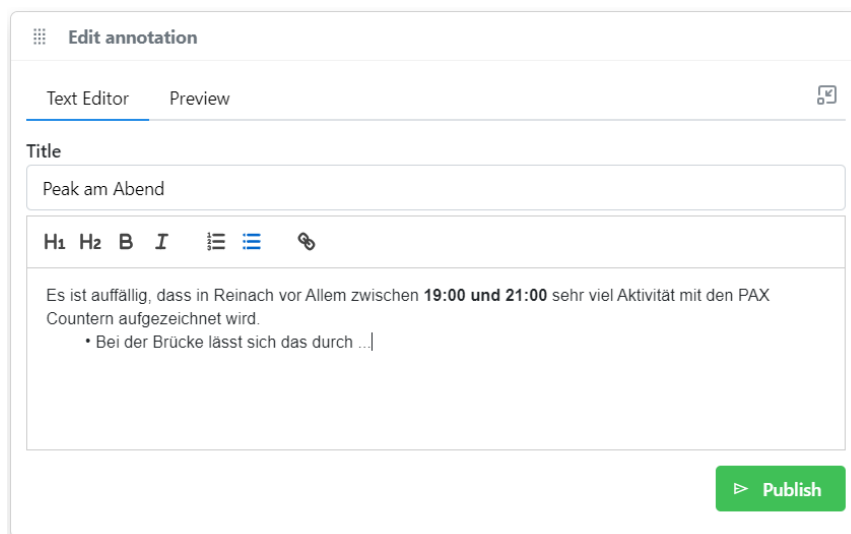 Edit annotation
Text Editor Preview
Title
Peak am Abend
H1 H2 B I
Es ist auffällig, dass in Reinach vor Allem zwischen 19:00 und 21:00 sehr viel Aktivität mit den PAX
Countern aufgezeichnet wird.
• Bei der Brücke lässt sich das durch ...
Publish